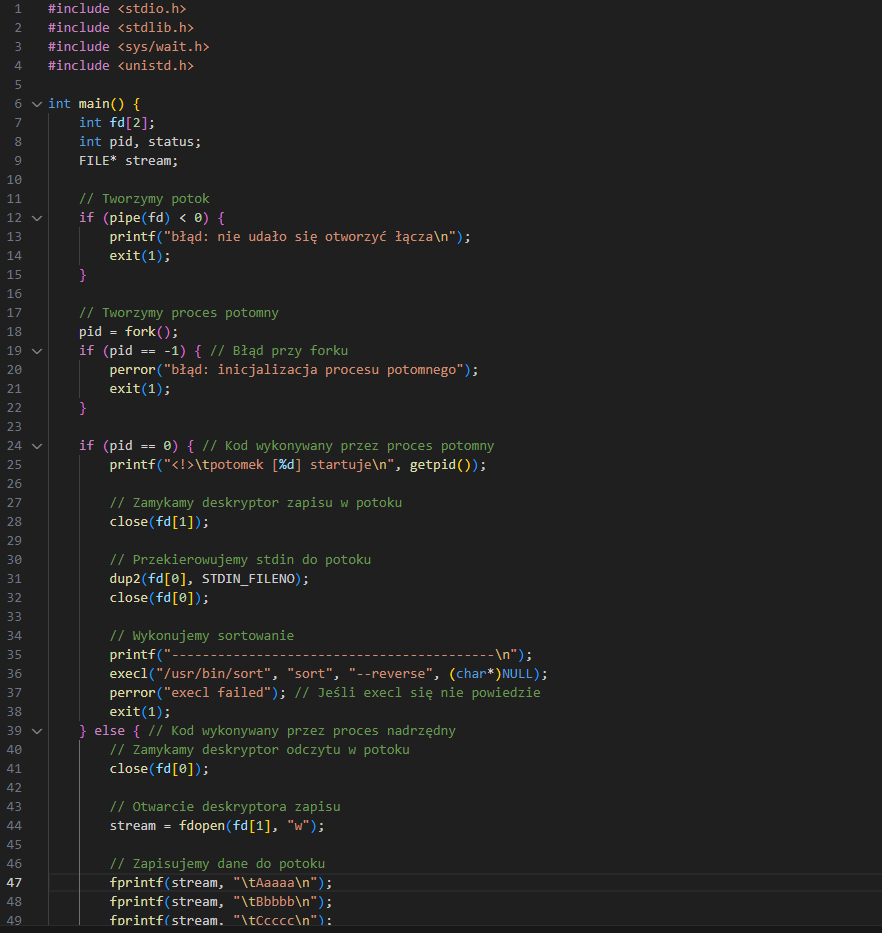 1 #include <stdio.h>
2 #include <stdlib.h>
3 #include <sys/wait.h>
4 #include <unistd.h>
5
6 int main() {
7     int fd[2];
8     int pid, status;
9     FILE* stream;
10
11     // Tworzymy potok
12     if (pipe(fd) < 0) {
13         printf("błąd: nie udało się otworzyć łącza\n");
14         exit(1);
15     }
16
17     // Tworzymy proces potomny
18     pid = fork();
19     if (pid == -1) { // Błąd przy forku
20         perror("błąd: inicjalizacja procesu potomnego");
21         exit(1);
22     }
23
24     if (pid == 0) { // Kod wykonywany przez proces potomny
25         printf("<!>\tpotomek [%d] startuje\n", getpid());
26
27         // Zamykamy deskryptor zapisu w potoku
28         close(fd[1]);
29
30         // Przekierowujemy stdin do potoku
31         dup2(fd[0], STDIN_FILENO);
32         close(fd[0]);
33
34         // Wykonujemy sortowanie
35         printf("------------------------------------------\n");
36         execl("/usr/bin/sort", "sort", "--reverse", (char*)NULL);
37         perror("execl failed"); // Jeśli execl się nie powiedzie
38         exit(1);
39     } else { // Kod wykonywany przez proces nadrzędny
40         // Zamykamy deskryptor odczytu w potoku
41         close(fd[0]);
42
43         // Otwarcie deskryptora zapisu
44         stream = fdopen(fd[1], "w");
45
46         // Zapisujemy dane do potoku
47         fprintf(stream, "\tAaaaa\n");
48         fprintf(stream, "\tBbbbb\n");
49         fprintf(stream, "\tCcccc\n");